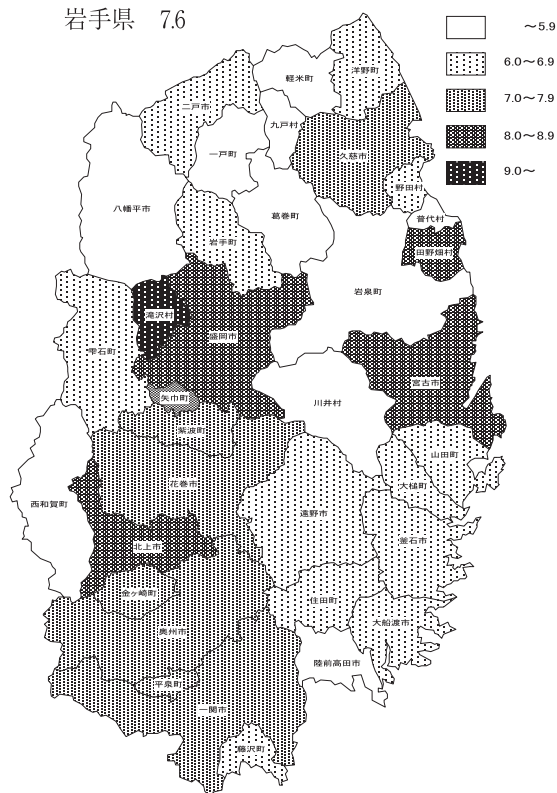 岩手県 7.6
～5.9
6.0～6.9
7.0～7.9
8.0～8.9
9.0～
軽米町
洋野町
二戸市
九戸村
一戸町
久慈市
野田村
八幡平市
葛巻町
普代村
岩手町
田野畑村
岩泉町
滝沢村
盛岡市
雫石町
宮古市
矢巾町
川井村
紫波町
山田町
花巻市
大槌町
西和賀町
遠野市
釜石市
北上市
金ヶ崎町
住田町
大船渡市
奥州市
陸前高田市
平泉町
一関市
藤沢町